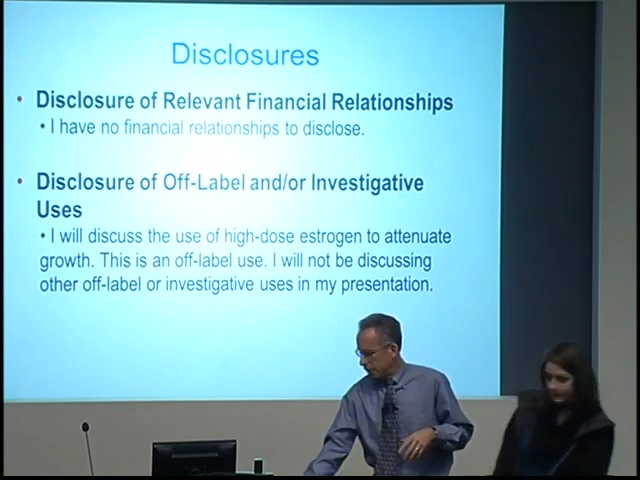 Disclosures
• Disclosure of Relevant Financial Relationships
• I have no financial relationships to disclose.
• Disclosure of Off-Label and/or Investigative
Uses
• I will discuss the use of high-dose estrogen to attenuate
growth. This is an off-label use. I will not be discussing
other off-label or investigative uses in my presentation.